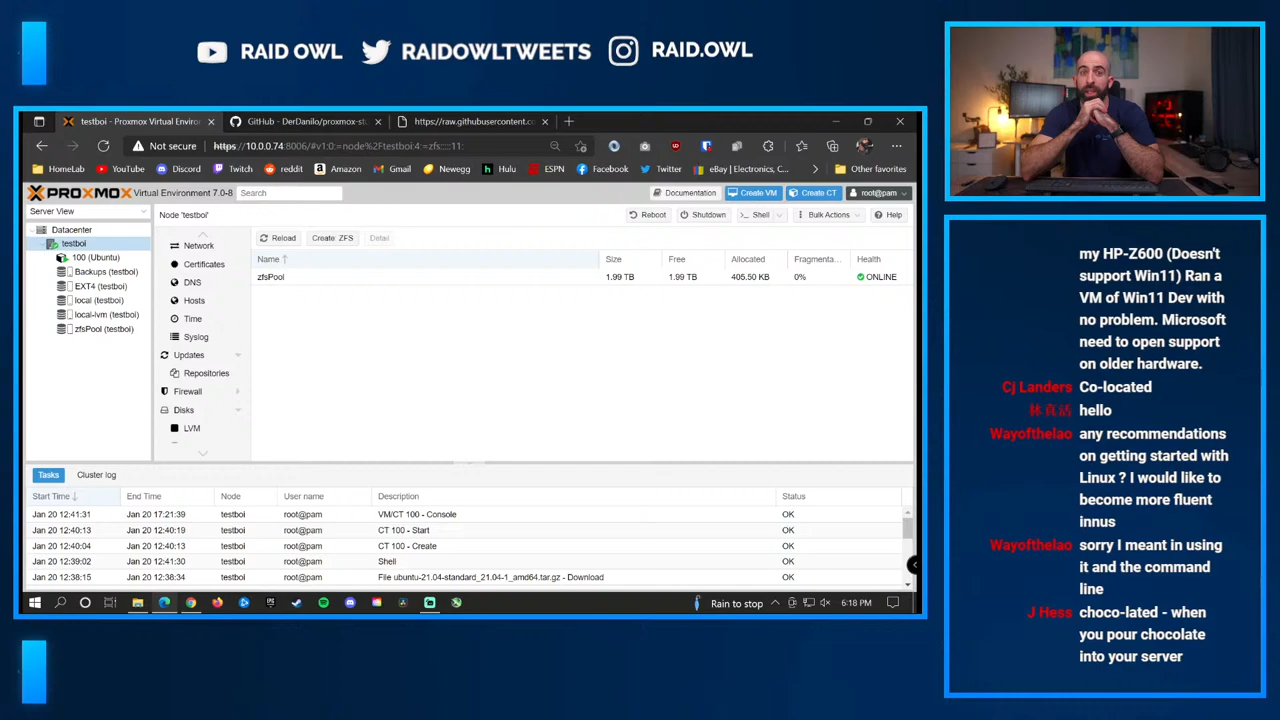 RAID OWL
RAIDOWLTWEETS
RAID.OWL
testboi - Proxmox Virtual Enviror
GitHub - DerDanilo/proxmox-st
https://raw.githubusercontent.c
Not secure
https://10.0.0.74:8006/#v1:0:=node%2Ftestboi:4:=zfs:::::11:
HomeLab
YouTube
Discord
Twitch
reddit
Amazon
Gmail
Newegg
Hulu
ESPN
Facebook
Twitter
eBay | Electronics, C...
Other favorites
PROXMOX Virtual Environment 7.0-8
Search
Documentation
Create VM
Create CT
root@pam
Server View
Node 'testboi'
Reboot
Shutdown
Shell
Bulk Actions
Help
Datacenter
testboi
100 (Ubuntu)
Backups (testboi)
EXT4 (testboi)
local (testboi)
local-lvm (testboi)
zfsPool (testboi)
Network
Certificates
DNS
Hosts
Time
Syslog
Updates
Repositories
Firewall
Disks
LVM
Reload
Create: ZFS
Detail
Name Size Free Allocated Fragmenta... Health
zfsPool 1.99 TB 1.99 TB 405.50 KB 0% ONLINE
Tasks
Cluster log
Start Time End Time Node User name Description Status
Jan 20 12:41:31 Jan 20 17:21:39 testboi root@pam VM/CT 100 - Console OK
Jan 20 12:40:13 Jan 20 12:40:19 testboi root@pam CT 100 - Start OK
Jan 20 12:40:04 Jan 20 12:40:13 testboi root@pam CT 100 - Create OK
Jan 20 12:39:02 Jan 20 12:41:30 testboi root@pam Shell OK
Jan 20 12:38:15 Jan 20 12:38:34 testboi root@pam File ubuntu-21.04-standard_21.04-1_amd64.tar.gz - Download OK
Rain to stop
6:18 PM
my HP-Z600 (Doesn't
support Win11) Ran a
VM of Win11 Dev with
no problem. Microsoft
need to open support
on older hardware.
Cj Landers Co-located
林真話 hello
Wayofthelao any recommendations
on getting started with
Linux ? I would like to
become more fluent
innus
Wayofthelao sorry I meant in using
it and the command
line
J Hess choco-lated - when
you pour chocolate
into your server